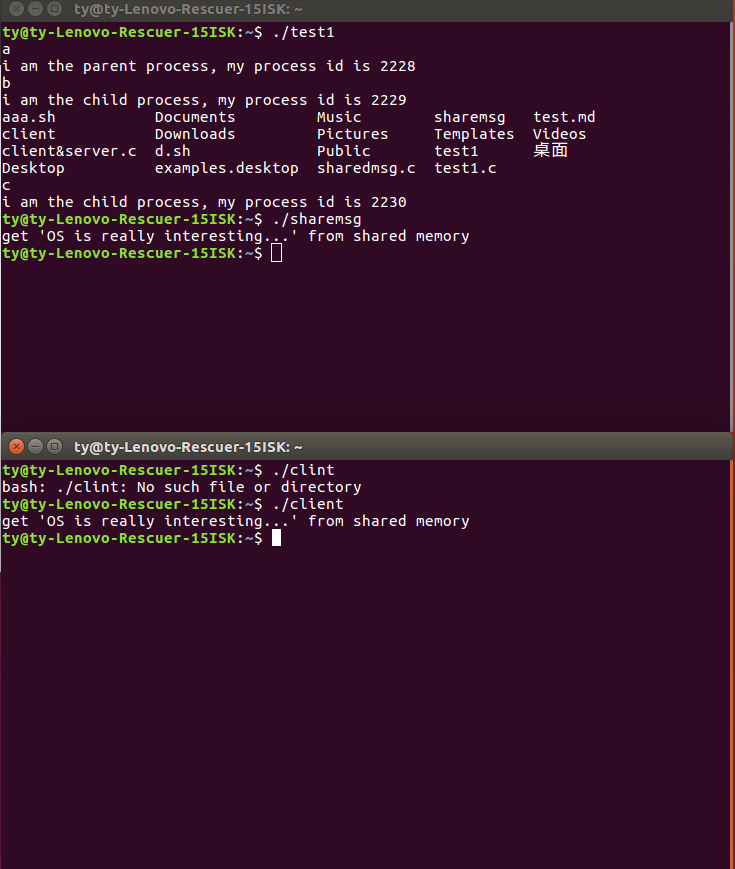 ty@ty-Lenovo-Rescuer-15ISK: ~
ty@ty-Lenovo-Rescuer-15ISK:~$ ./test1
a
i am the parent process, my process id is 2228
b
i am the child process, my process id is 2229
aaa.sh           Documents         Music        sharemsg   test.md
client           Downloads         Pictures     Templates  Videos
client&server.c  d.sh              Public       test1      桌面
Desktop          examples.desktop  sharedmsg.c  test1.c
c
i am the child process, my process id is 2230
ty@ty-Lenovo-Rescuer-15ISK:~$ ./sharemsg
get 'OS is really interesting...' from shared memory
ty@ty-Lenovo-Rescuer-15ISK:~$
ty@ty-Lenovo-Rescuer-15ISK: ~
ty@ty-Lenovo-Rescuer-15ISK:~$ ./clint
bash: ./clint: No such file or directory
ty@ty-Lenovo-Rescuer-15ISK:~$ ./client
get 'OS is really interesting...' from shared memory
ty@ty-Lenovo-Rescuer-15ISK:~$